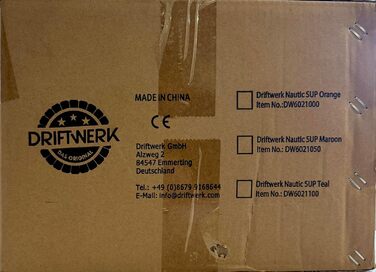 MADE IN CHINA
CE
DRIFTWERK
DAS ORIGINAL
Driftwerk GmbH
Alzweg 2
84547 Emmerting
Deutschland
Tel.: +49 (0)8679 9168644
E-Mail: info@driftwerk.com
Driftwerk Nautic SUP Orange
Item No.: DW6021000
Driftwerk Nautic SUP Maroon
Item No.: DW6021050
Driftwerk Nautic SUP Teal
Item No.: DW6021100